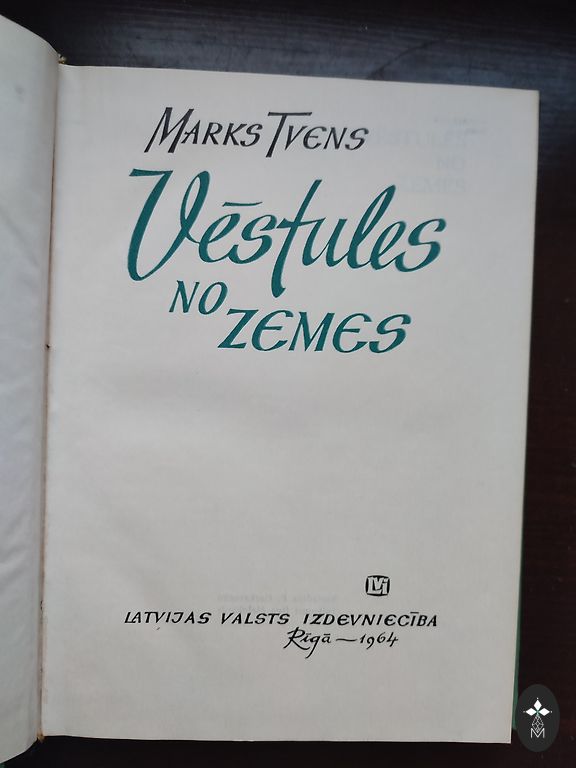 MARKS TVENS
Vēstules
NO
ZEMES
LVI
LATVIJAS VALSTS IZDEVNIECĪBA
Rīgā — 1964
M